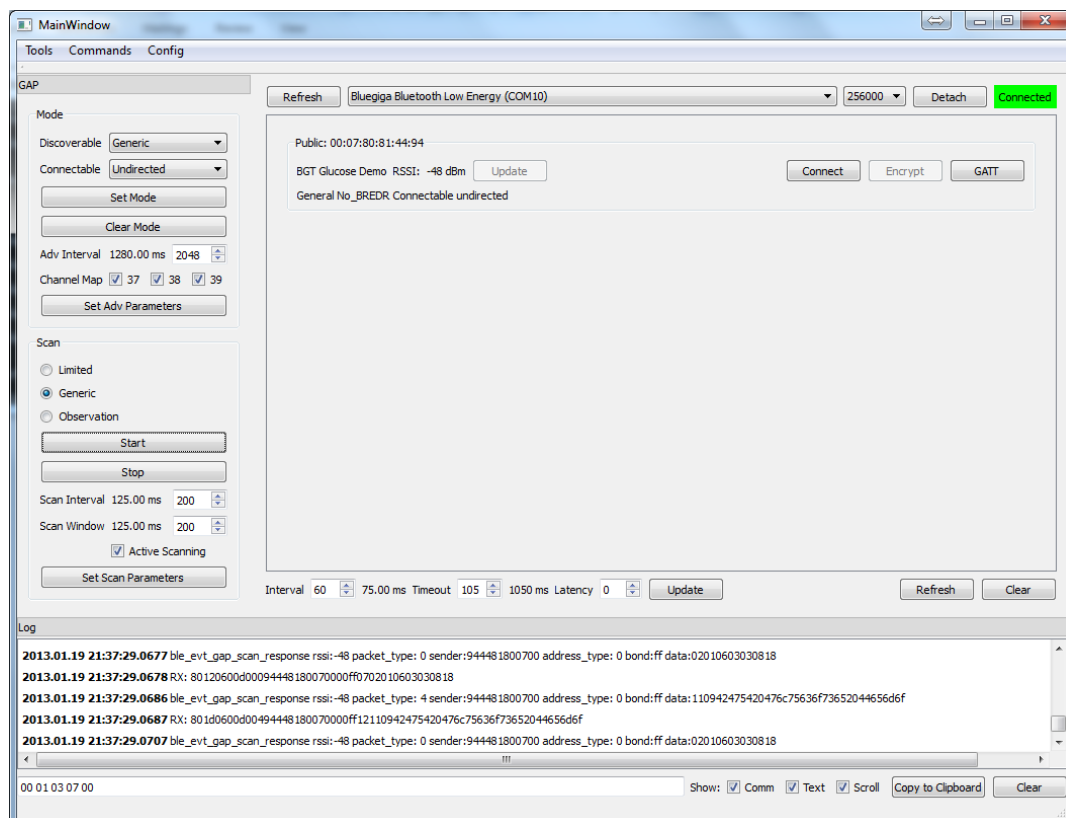 MainWindow
Tools Commands Config
GAP
Mode
Discoverable Generic
Connectable Undirected
Set Mode
Clear Mode
Adv Interval 1280.00 ms 2048
Channel Map 37 38 39
Set Adv Parameters
Scan
Limited
Generic
Observation
Start
Stop
Scan Interval 125.00 ms 200
Scan Window 125.00 ms 200
Active Scanning
Set Scan Parameters
Refresh Bluegiga Bluetooth Low Energy (COM10) 256000 Detach Connected
Public: 00:07:80:81:44:94
BGT Glucose Demo RSSI: -48 dBm Update Connect Encrypt GATT
General No_BREDR Connectable undirected
Interval 60 75.00 ms Timeout 105 1050 ms Latency 0 Update Refresh Clear
Log
2013.01.19 21:37:29.0677 ble_evt_gap_scan_response rssi:-48 packet_type: 0 sender:944481800700 address_type: 0 bond:ff data:02010603030818
2013.01.19 21:37:29.0678 RX: 80120600d0009444818007000​0ff0702010603030818
2013.01.19 21:37:29.0686 ble_evt_gap_scan_response rssi:-48 packet_type: 4 sender:944481800700 address_type: 0 bond:ff data:110942475420476c75636f73652044656d6f
2013.01.19 21:37:29.0687 RX: 801d0600d00494448180070000ff12110942475420476c75636f73652044656d6f
2013.01.19 21:37:29.0707 ble_evt_gap_scan_response rssi:-48 packet_type: 0 sender:944481800700 address_type: 0 bond:ff data:02010603030818
00 01 03 07 00
Show: Comm Text Scroll Copy to Clipboard Clear